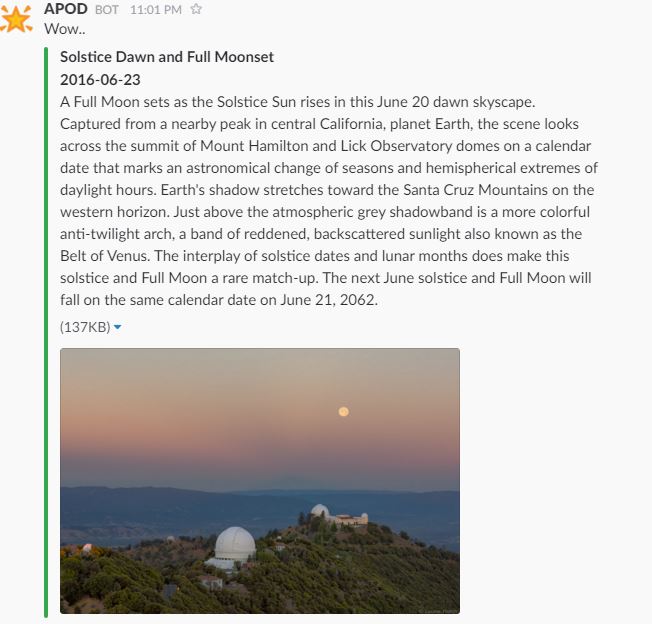 APOD BOT 11:01 PM
Wow..
Solstice Dawn and Full Moonset
2016-06-23
A Full Moon sets as the Solstice Sun rises in this June 20 dawn skyscape.
Captured from a nearby peak in central California, planet Earth, the scene looks
across the summit of Mount Hamilton and Lick Observatory domes on a calendar
date that marks an astronomical change of seasons and hemispherical extremes of
daylight hours. Earth's shadow stretches toward the Santa Cruz Mountains on the
western horizon. Just above the atmospheric grey shadowband is a more colorful
anti-twilight arch, a band of reddened, backscattered sunlight also known as the
Belt of Venus. The interplay of solstice dates and lunar months does make this
solstice and Full Moon a rare match-up. The next June solstice and Full Moon will
fall on the same calendar date on June 21, 2062.
(137KB)